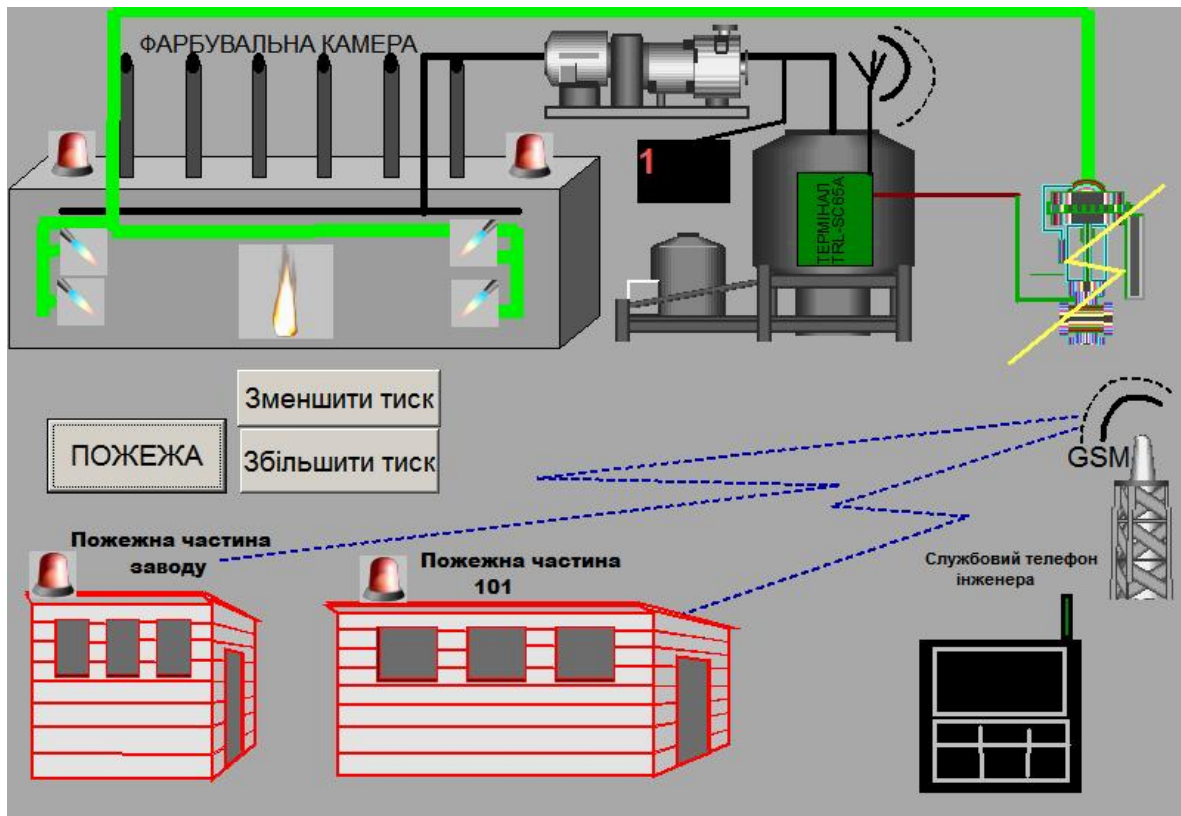 ФАРБУВАЛЬНА КАМЕРА
1
ТЕРМІНАЛ
TRL-SC65A
Зменшити тиск
ПОЖЕЖА
Збільшити тиск
GSM
Пожежна частина
заводу
Пожежна частина
101
Службовий телефон
інженера